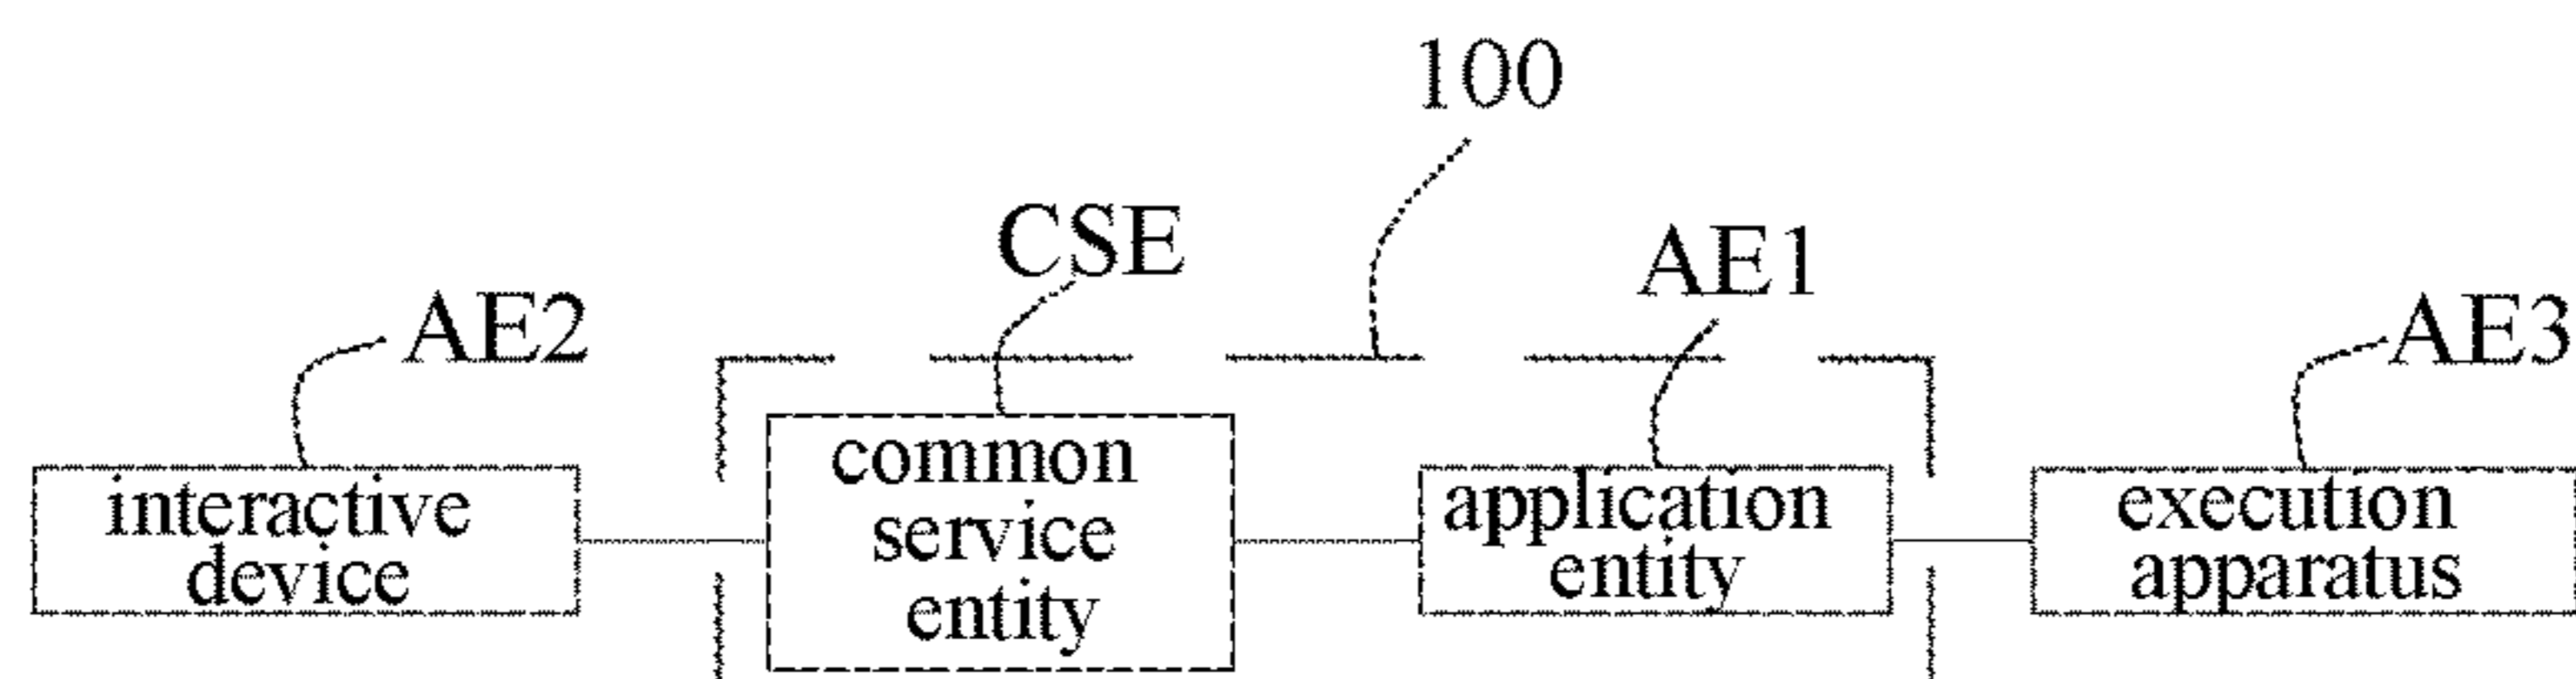 100
CSE
AE1
AE2
AE3
interactive
device
common
service
entity
application
entity
execution
apparatus